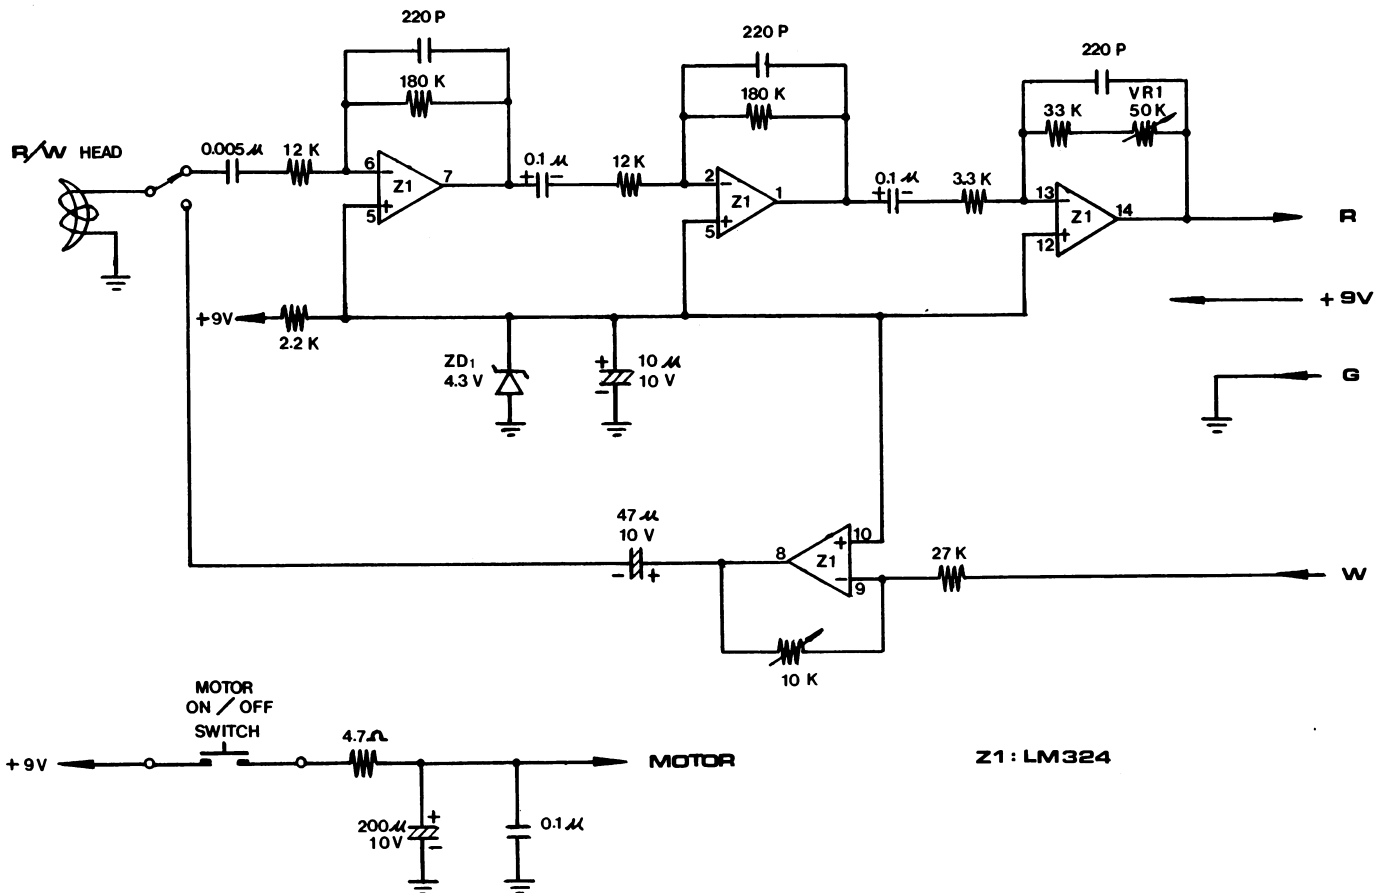 220 P
180 K
R/W HEAD
0.005 µ
12 K
6
−
Z1
7
5
+
0.1 µ
+
−
220 P
180 K
12 K
2
−
Z1
1
5
+
0.1 µ
+
−
220 P
VR1
33 K
50 K
3.3 K
13
−
Z1
14
12
+
R
+9V
+9V
2.2 K
ZD1
4.3 V
+
10 µ
10 V
−
G
47 µ
10 V
−
+
8
Z1
+
10
−
9
27 K
W
10 K
MOTOR
ON / OFF
SWITCH
+9V
4.7Ω
MOTOR
Z1 : LM324
200µ
10V
+
−
0.1 µ